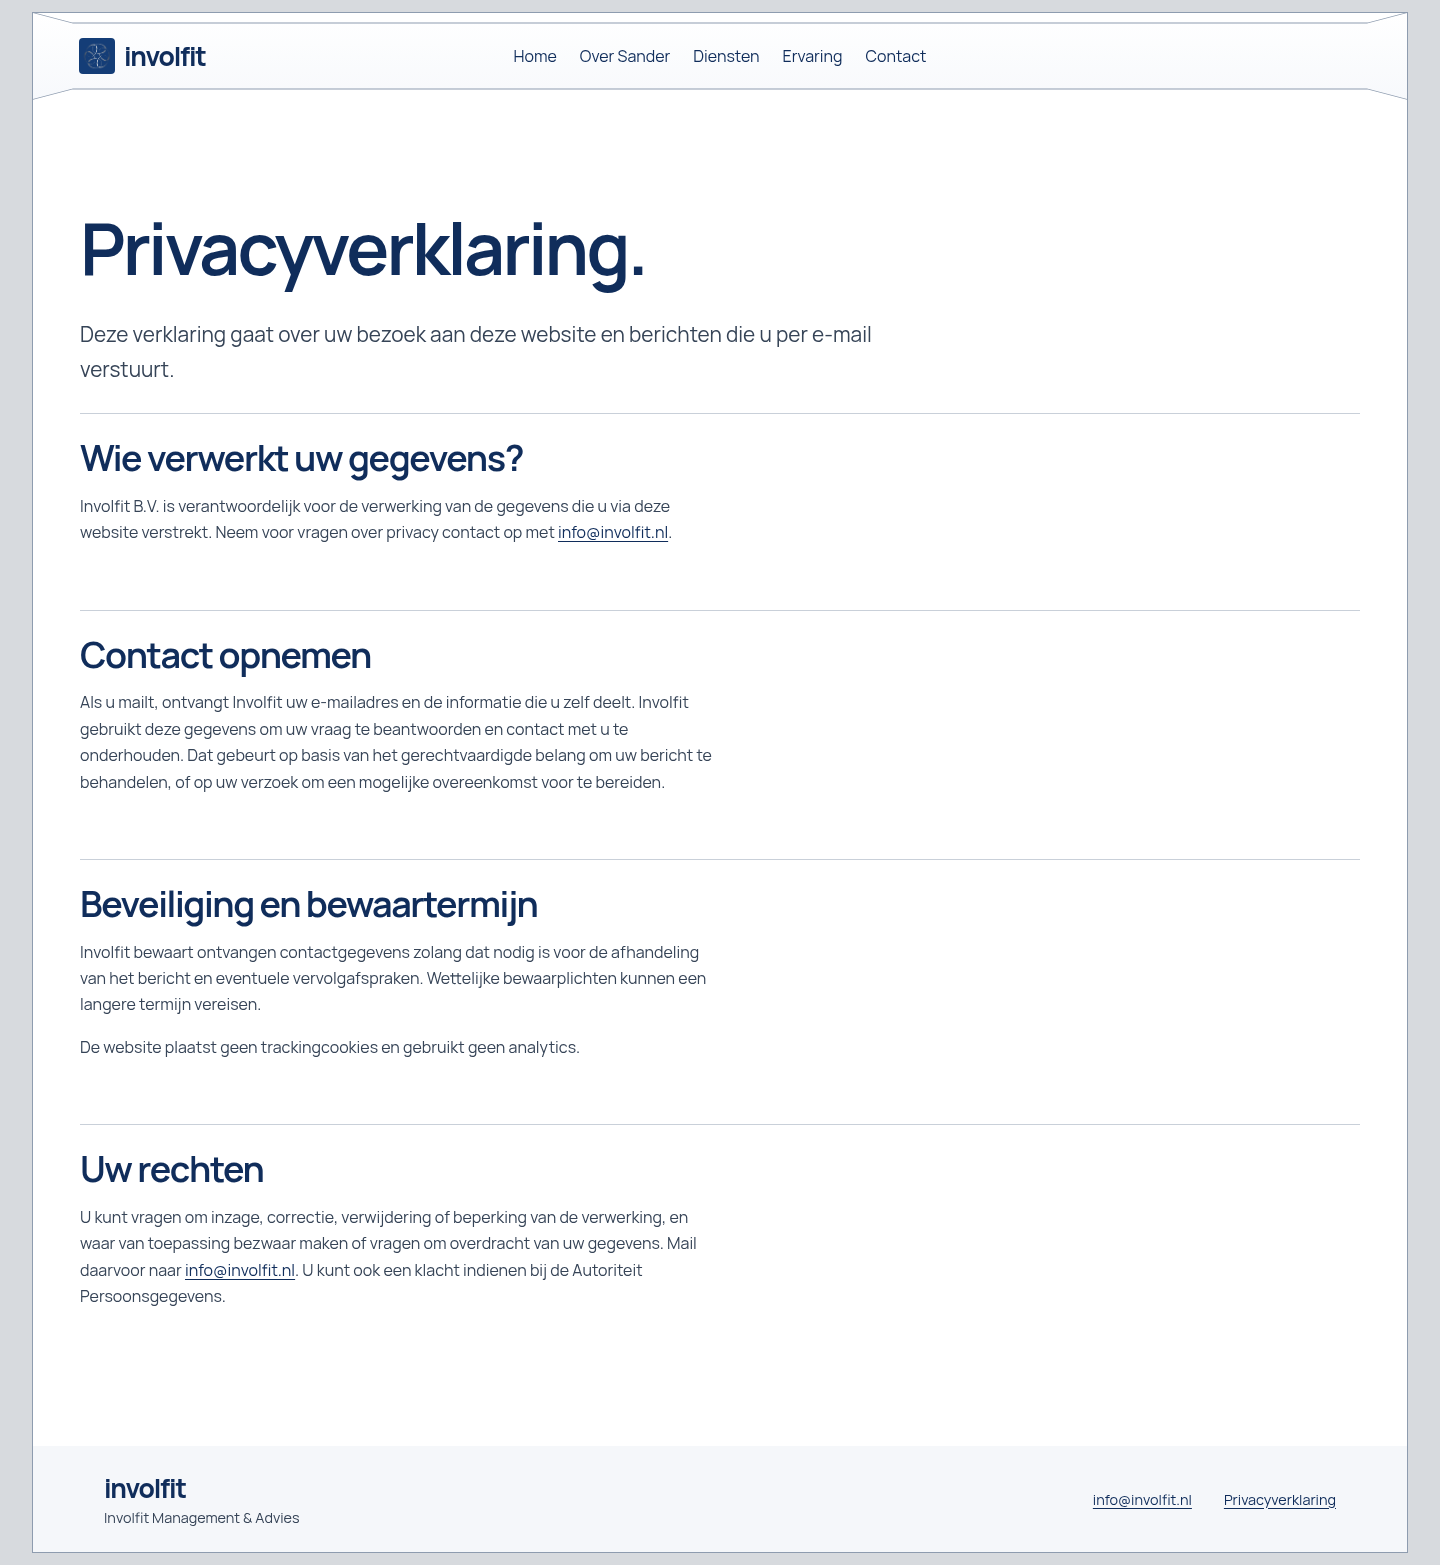 involfit
Home Over Sander Diensten Ervaring Contact
Privacyverklaring.
Deze verklaring gaat over uw bezoek aan deze website en berichten die u per e-mail
verstuurt.
Wie verwerkt uw gegevens?
Involfit B.V. is verantwoordelijk voor de verwerking van de gegevens die u via deze
website verstrekt. Neem voor vragen over privacy contact op met info@involfit.nl.
Contact opnemen
Als u mailt, ontvangt Involfit uw e-mailadres en de informatie die u zelf deelt. Involfit
gebruikt deze gegevens om uw vraag te beantwoorden en contact met u te
onderhouden. Dat gebeurt op basis van het gerechtvaardigde belang om uw bericht te
behandelen, of op uw verzoek om een mogelijke overeenkomst voor te bereiden.
Beveiliging en bewaartermijn
Involfit bewaart ontvangen contactgegevens zolang dat nodig is voor de afhandeling
van het bericht en eventuele vervolgafspraken. Wettelijke bewaarplichten kunnen een
langere termijn vereisen.
De website plaatst geen trackingcookies en gebruikt geen analytics.
Uw rechten
U kunt vragen om inzage, correctie, verwijdering of beperking van de verwerking, en
waar van toepassing bezwaar maken of vragen om overdracht van uw gegevens. Mail
daarvoor naar info@involfit.nl. U kunt ook een klacht indienen bij de Autoriteit
Persoonsgegevens.
involfit
Involfit Management & Advies
info@involfit.nl Privacyverklaring